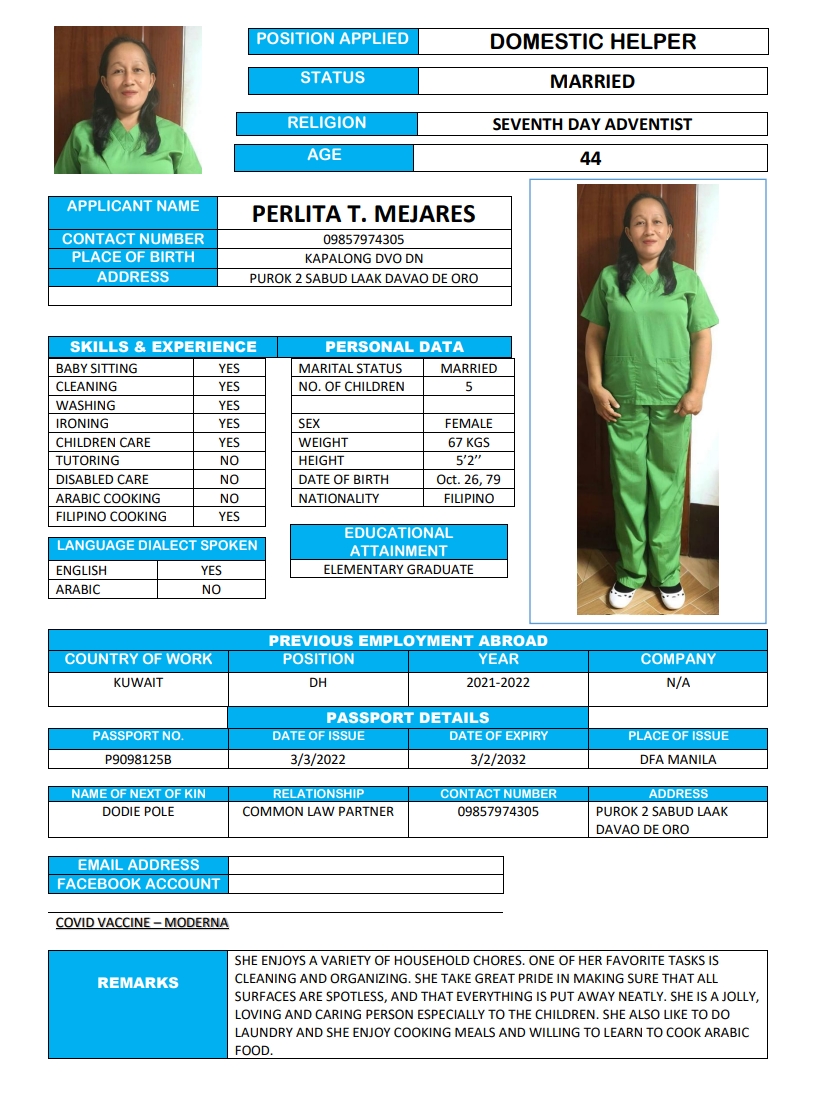 POSITION APPLIED DOMESTIC HELPER
STATUS MARRIED
RELIGION SEVENTH DAY ADVENTIST
AGE 44
APPLICANT NAME PERLITA T. MEJARES
CONTACT NUMBER 09857974305
PLACE OF BIRTH KAPALONG DVO DN
ADDRESS PUROK 2 SABUD LAAK DAVAO DE ORO
SKILLS & EXPERIENCE PERSONAL DATA
BABY SITTING YES MARITAL STATUS MARRIED
CLEANING YES NO. OF CHILDREN 5
WASHING YES
IRONING YES SEX FEMALE
CHILDREN CARE YES WEIGHT 67 KGS
TUTORING NO HEIGHT 5’2’’
DISABLED CARE NO DATE OF BIRTH Oct. 26, 79
ARABIC COOKING NO NATIONALITY FILIPINO
FILIPINO COOKING YES
LANGUAGE DIALECT SPOKEN
ENGLISH YES
ARABIC NO
EDUCATIONAL
ATTAINMENT
ELEMENTARY GRADUATE
PREVIOUS EMPLOYMENT ABROAD
COUNTRY OF WORK POSITION YEAR COMPANY
KUWAIT DH 2021-2022 N/A
PASSPORT DETAILS
PASSPORT NO. DATE OF ISSUE DATE OF EXPIRY PLACE OF ISSUE
P9098125B 3/3/2022 3/2/2032 DFA MANILA
NAME OF NEXT OF KIN RELATIONSHIP CONTACT NUMBER ADDRESS
DODIE POLE COMMON LAW PARTNER 09857974305 PUROK 2 SABUD LAAK
DAVAO DE ORO
EMAIL ADDRESS
FACEBOOK ACCOUNT
COVID VACCINE – MODERNA
REMARKS
SHE ENJOYS A VARIETY OF HOUSEHOLD CHORES. ONE OF HER FAVORITE TASKS IS
CLEANING AND ORGANIZING. SHE TAKE GREAT PRIDE IN MAKING SURE THAT ALL
SURFACES ARE SPOTLESS, AND THAT EVERYTHING IS PUT AWAY NEATLY. SHE IS A JOLLY,
LOVING AND CARING PERSON ESPECIALLY TO THE CHILDREN. SHE ALSO LIKE TO DO
LAUNDRY AND SHE ENJOY COOKING MEALS AND WILLING TO LEARN TO COOK ARABIC
FOOD.